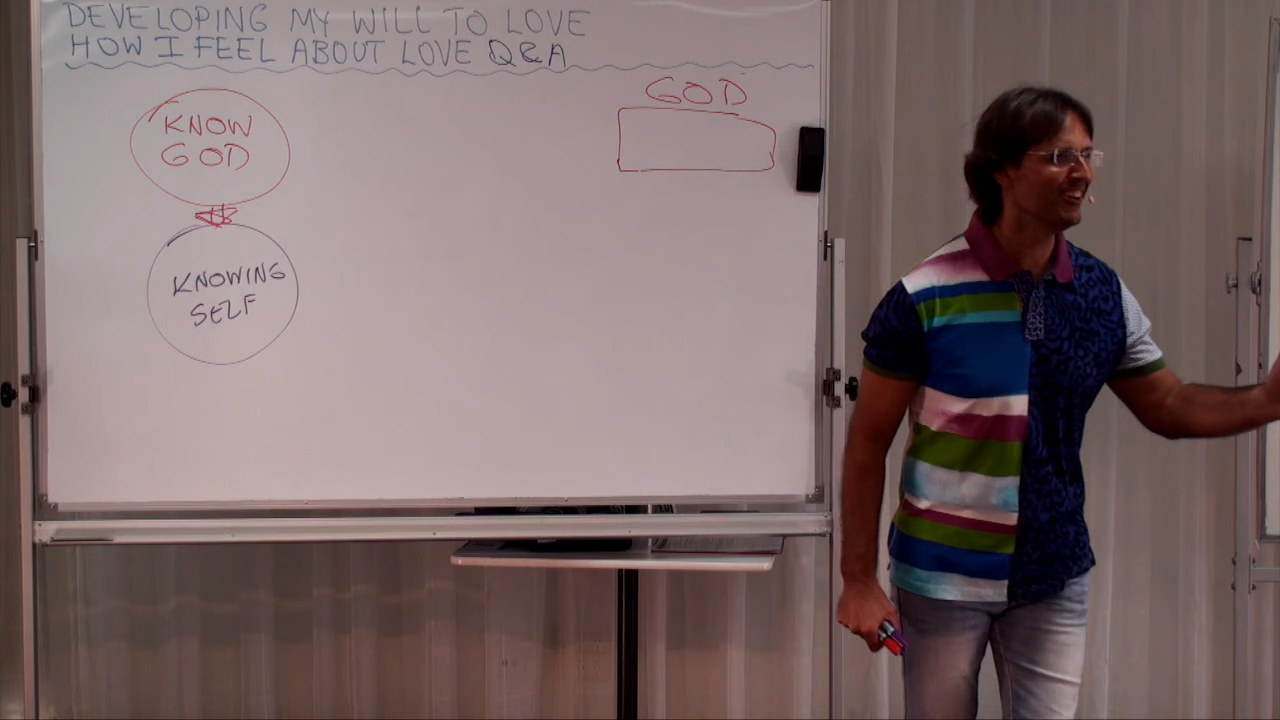 DEVELOPING MY WILL TO LOVE
HOW I FEEL ABOUT LOVE Q&A
GOD
KNOW
GOD
KNOWING
SELF